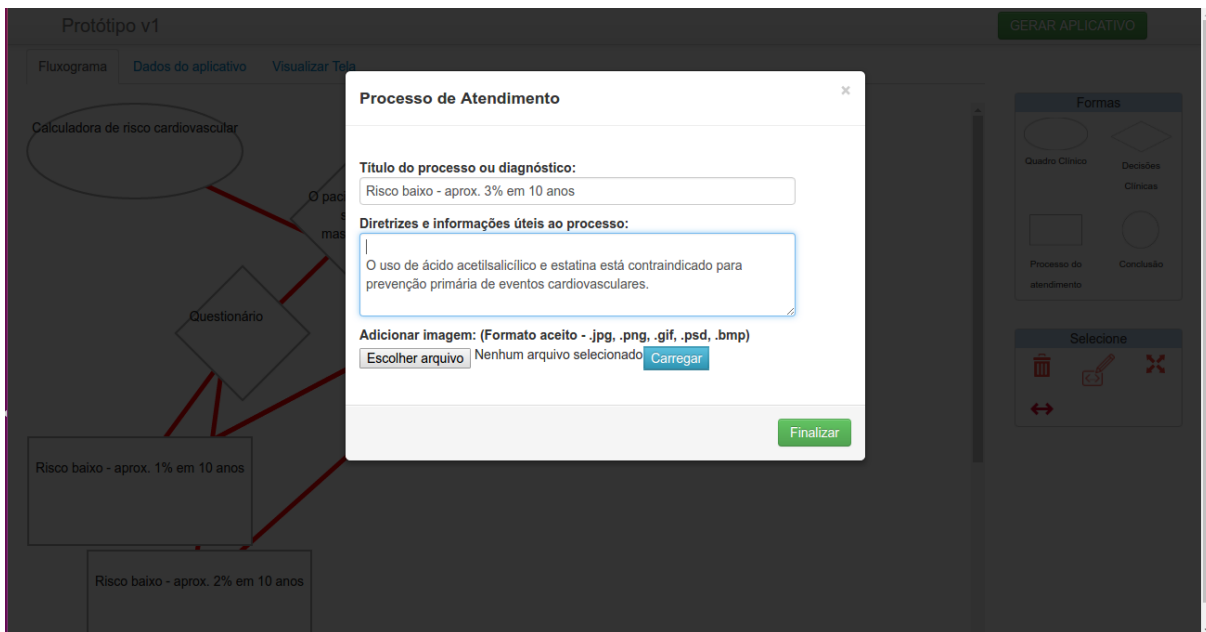 Protótipo v1
GERAR APLICATIVO
Fluxograma Dados do aplicativo Visualizar Tela
Calculadora de risco cardiovascular
O paci
s
mas
Questionário
Risco baixo - aprox. 1% em 10 anos
Risco baixo - aprox. 2% em 10 anos
Processo de Atendimento
×
Título do processo ou diagnóstico:
Risco baixo - aprox. 3% em 10 anos
Diretrizes e informações úteis ao processo:
O uso de ácido acetilsalicílico e estatina está contraindicado para
prevenção primária de eventos cardiovasculares.
Adicionar imagem: (Formato aceito - .jpg, .png, .gif, .psd, .bmp)
Escolher arquivo Nenhum arquivo selecionado Carregar
Finalizar
Formas
Quadro Clínico
Decisões
Clínicas
Processo do
atendimento
Conclusão
Selecione